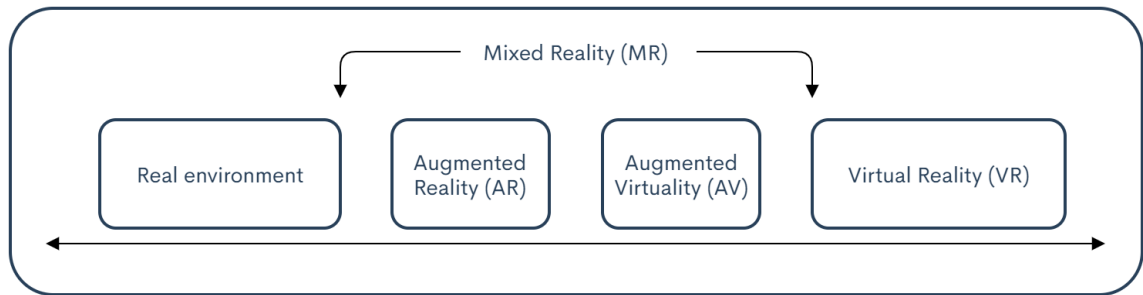 Mixed Reality (MR)
Real environment
Augmented
Reality (AR)
Augmented
Virtuality (AV)
Virtual Reality (VR)